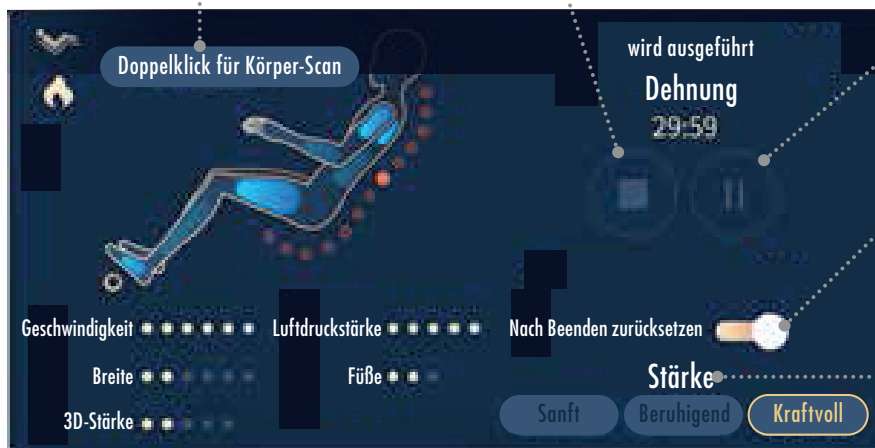 Doppelklick für Körper-Scan
wird ausgeführt
Dehnung
29:59
Geschwindigkeit
Luftdruckstärke
Nach Beenden zurücksetzen
Breite
Füße
Stärke
3D-Stärke
Sanft
Beruhigend
Kraftvoll